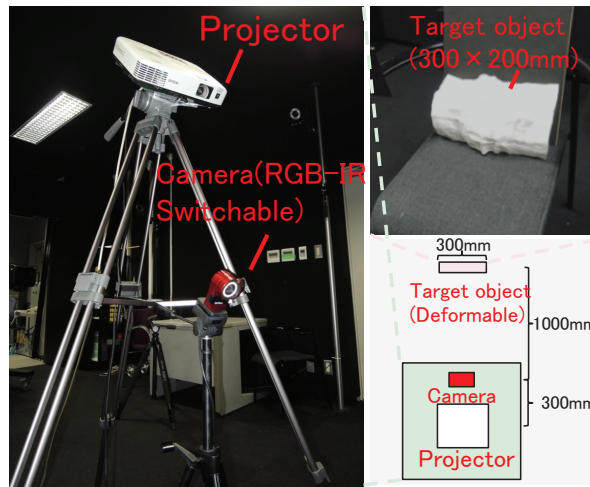 Projector
Camera(RGB-IR
Switchable)
Target object
(300×200mm)
300mm
Target object
(Deformable)
1000mm
Camera
300mm
Projector